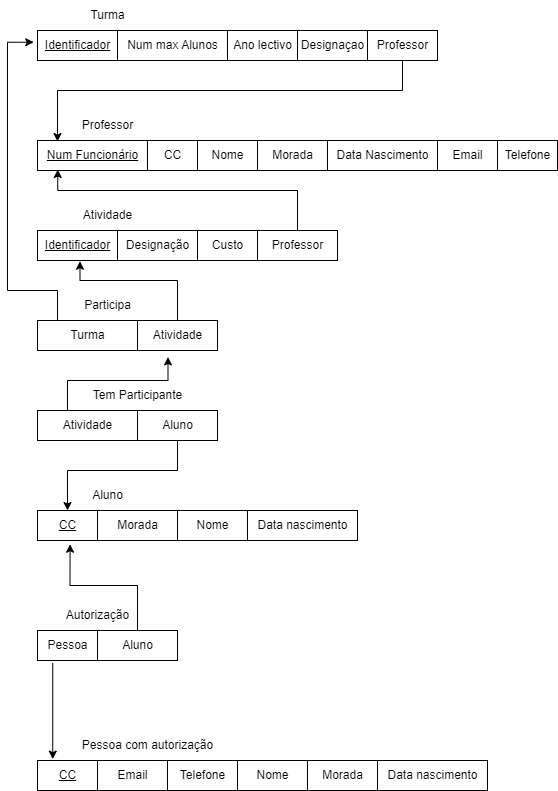 Turma
Identificador Num max Alunos Ano lectivo Designaçao Professor
Professor
Num Funcionário CC Nome Morada Data Nascimento Email Telefone
Atividade
Identificador Designação Custo Professor
Participa
Turma Atividade
Tem Participante
Atividade Aluno
Aluno
CC Morada Nome Data nascimento
Autorização
Pessoa Aluno
Pessoa com autorização
CC Email Telefone Nome Morada Data nascimento